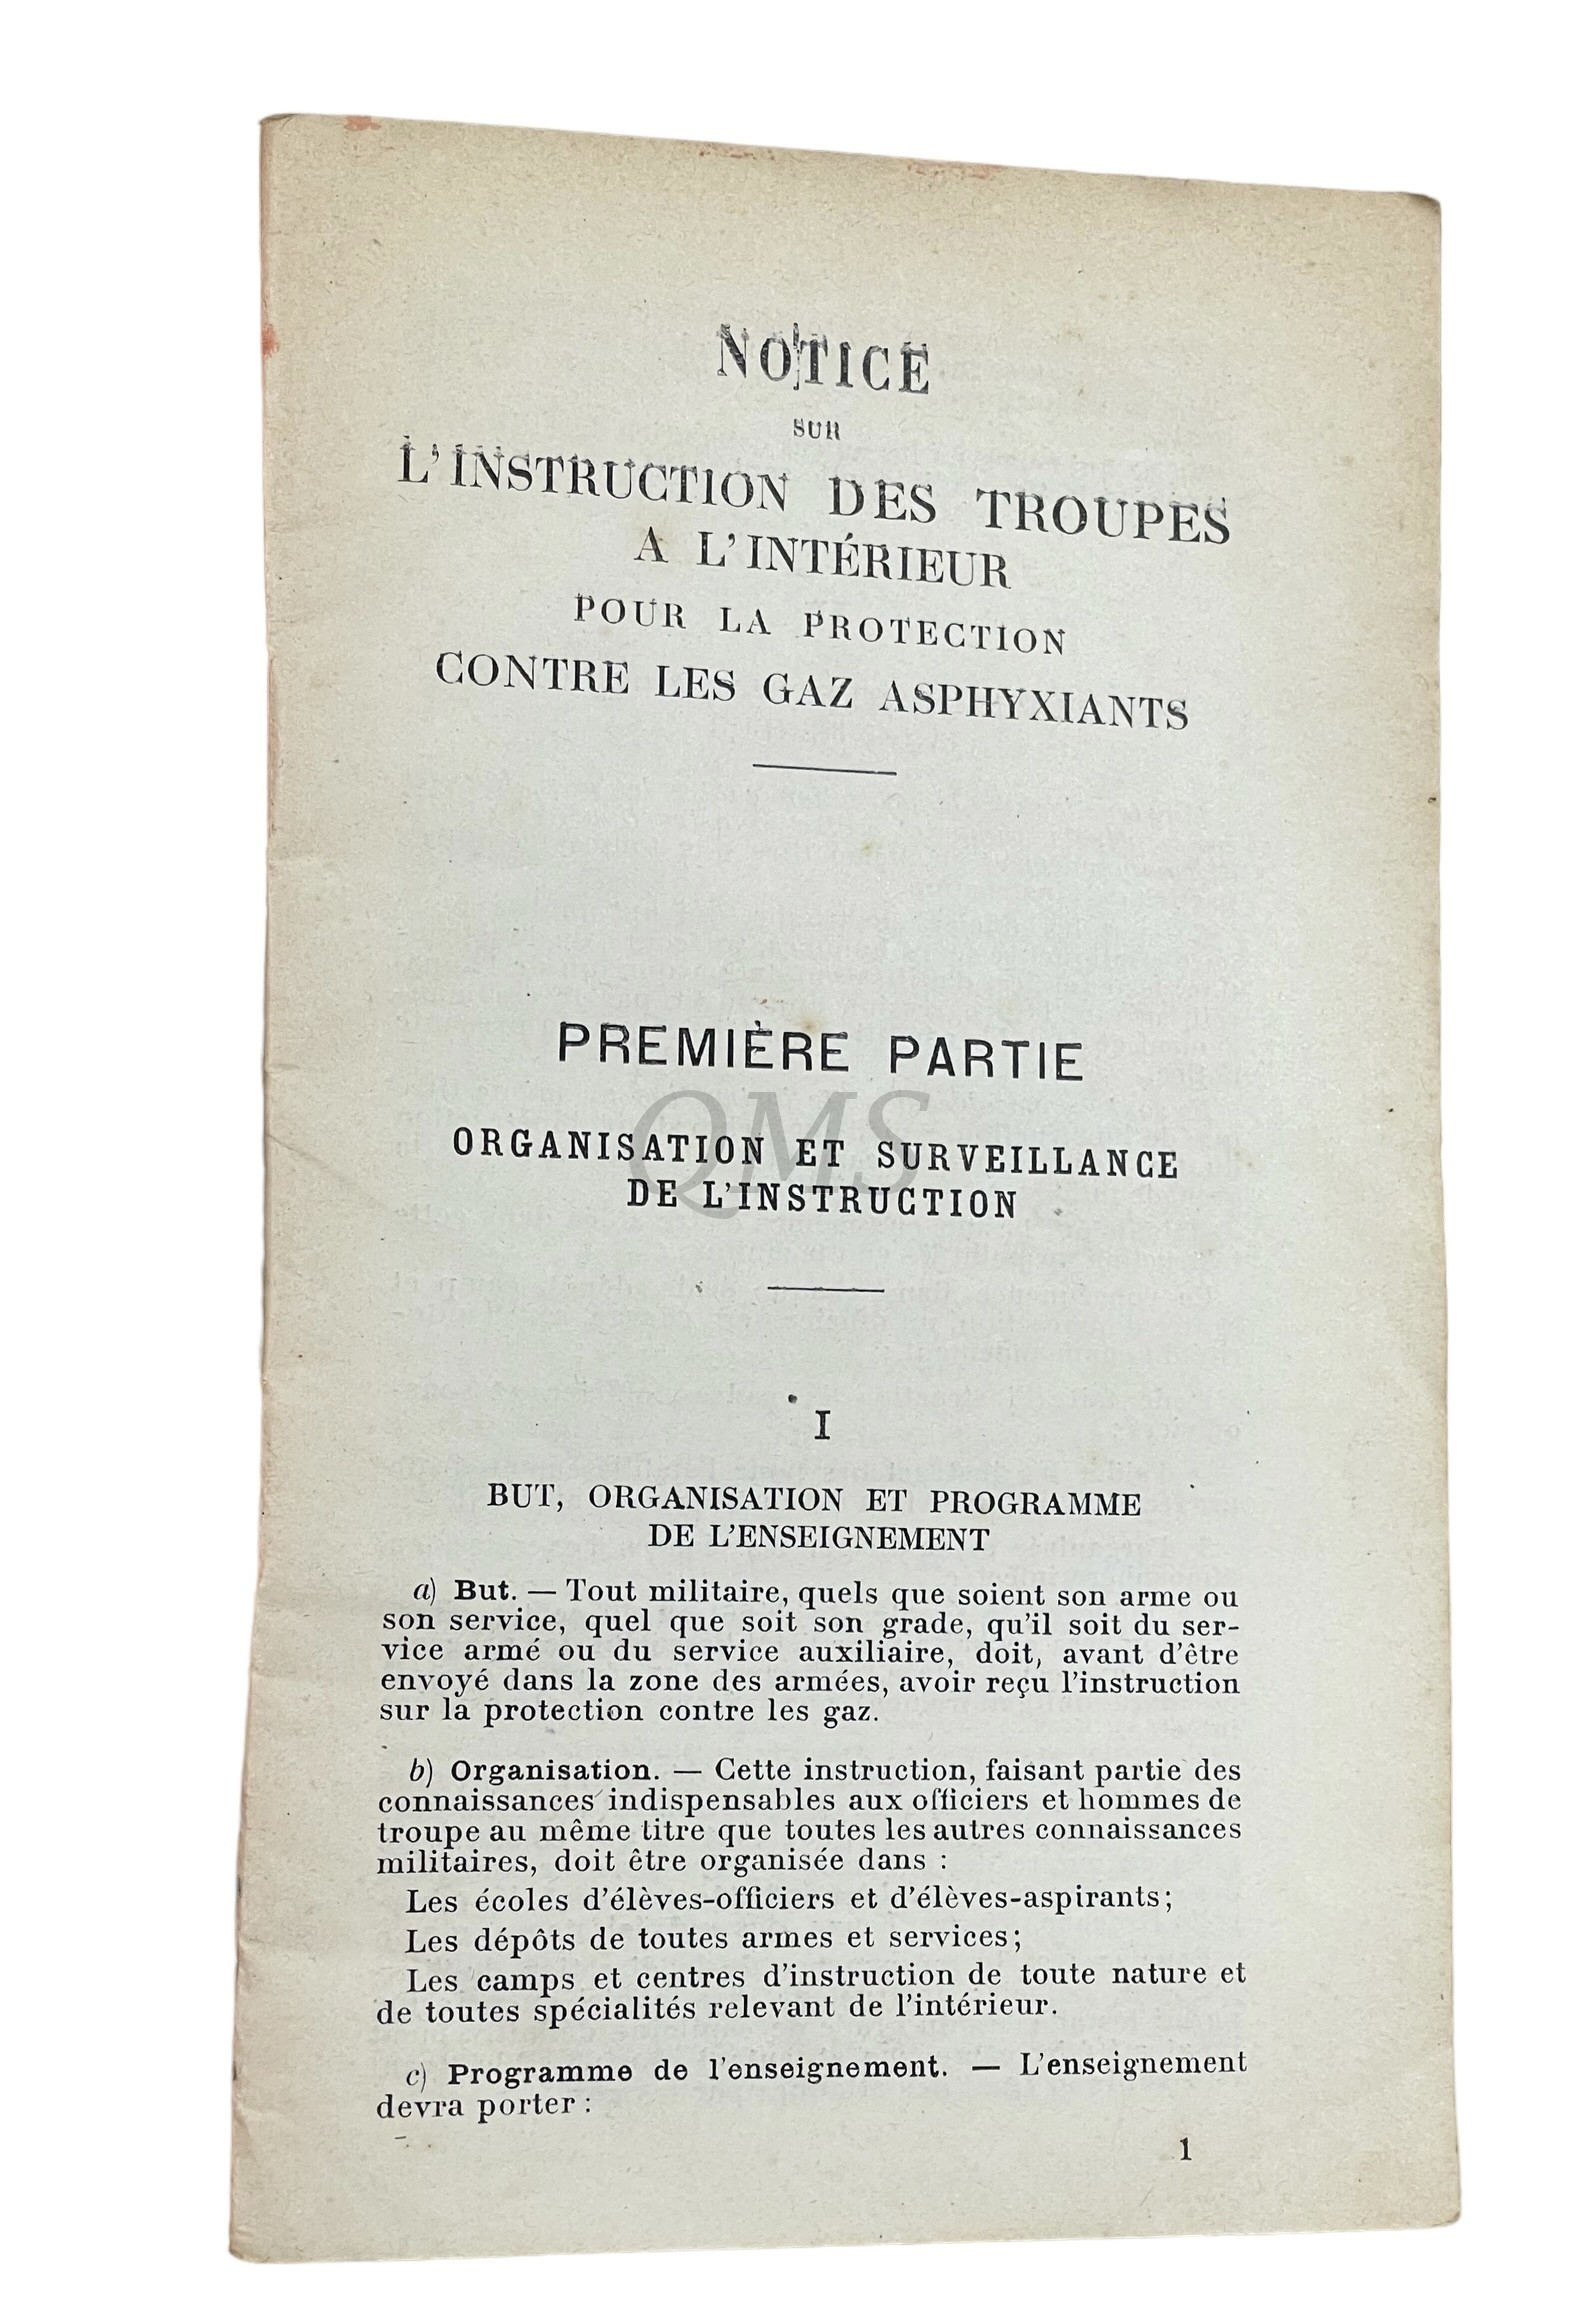 NOTICE
SUR
L'INSTRUCTION DES TROUPES
A L'INTÉRIEUR
POUR LA PROTECTION
CONTRE LES GAZ ASPHYXIANTS
PREMIÈRE PARTIE
QMS
ORGANISATION ET SURVEILLANCE
DE L'INSTRUCTION
I
BUT, ORGANISATION ET PROGRAMME
DE L'ENSEIGNEMENT
a) But. — Tout militaire, quels que soient son arme ou
son service, quel que soit son grade, qu'il soit du ser-
vice armé ou du service auxiliaire, doit, avant d'être
envoyé dans la zone des armées, avoir reçu l'instruction
sur la protection contre les gaz.
b) Organisation. — Cette instruction, faisant partie des
connaissances indispensables aux officiers et hommes de
troupe au même titre que toutes les autres connaissances
militaires, doit être organisée dans :
Les écoles d'élèves-officiers et d'élèves-aspirants;
Les dépôts de toutes armes et services;
Les camps et centres d'instruction de toute nature et
de toutes spécialités relevant de l'intérieur.
c) Programme de l'enseignement. — L'enseignement
devra porter :
1